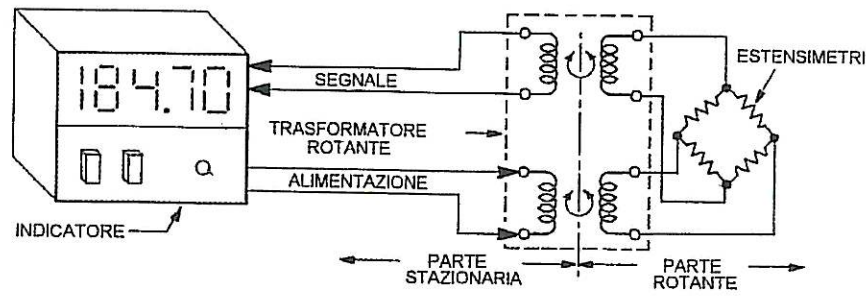 184.70
SEGNALE
ESTENSIMETRI
TRASFORMATORE
ROTANTE
ALIMENTAZIONE
INDICATORE
PARTE
STAZIONARIA
PARTE
ROTANTE